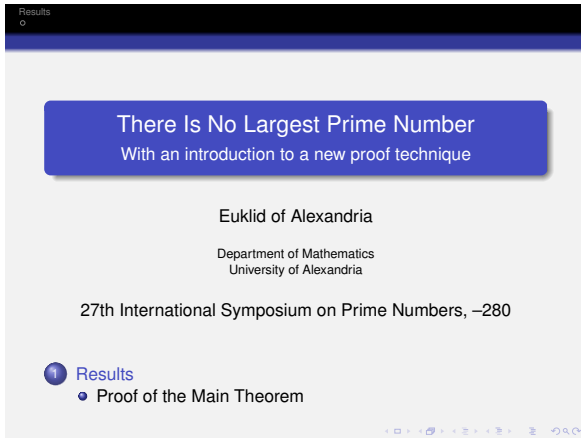 Results
There Is No Largest Prime Number
With an introduction to a new proof technique
Euklid of Alexandria
Department of Mathematics
University of Alexandria
27th International Symposium on Prime Numbers, –280
1 Results
Proof of the Main Theorem